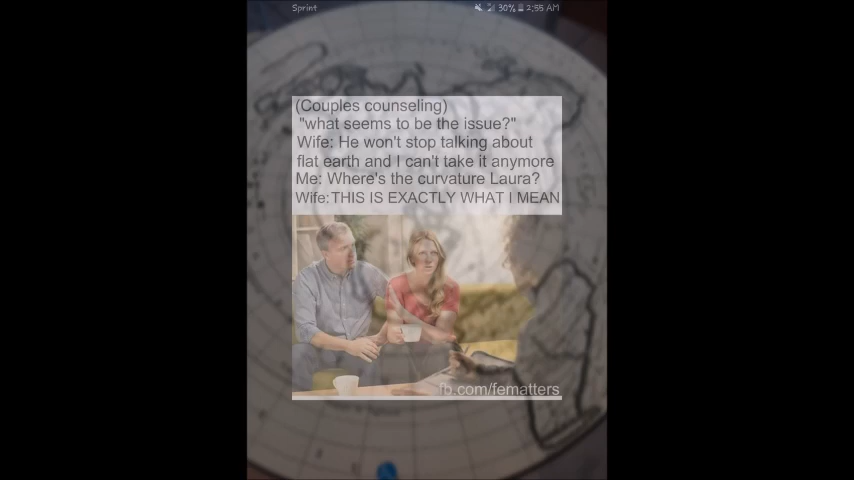 Sprint 30% 2:55 AM
(Couples counseling)
"what seems to be the issue?"
Wife: He won't stop talking about
flat earth and I can't take it anymore
Me: Where's the curvature Laura?
Wife:THIS IS EXACTLY WHAT I MEAN
fb.com/fematters